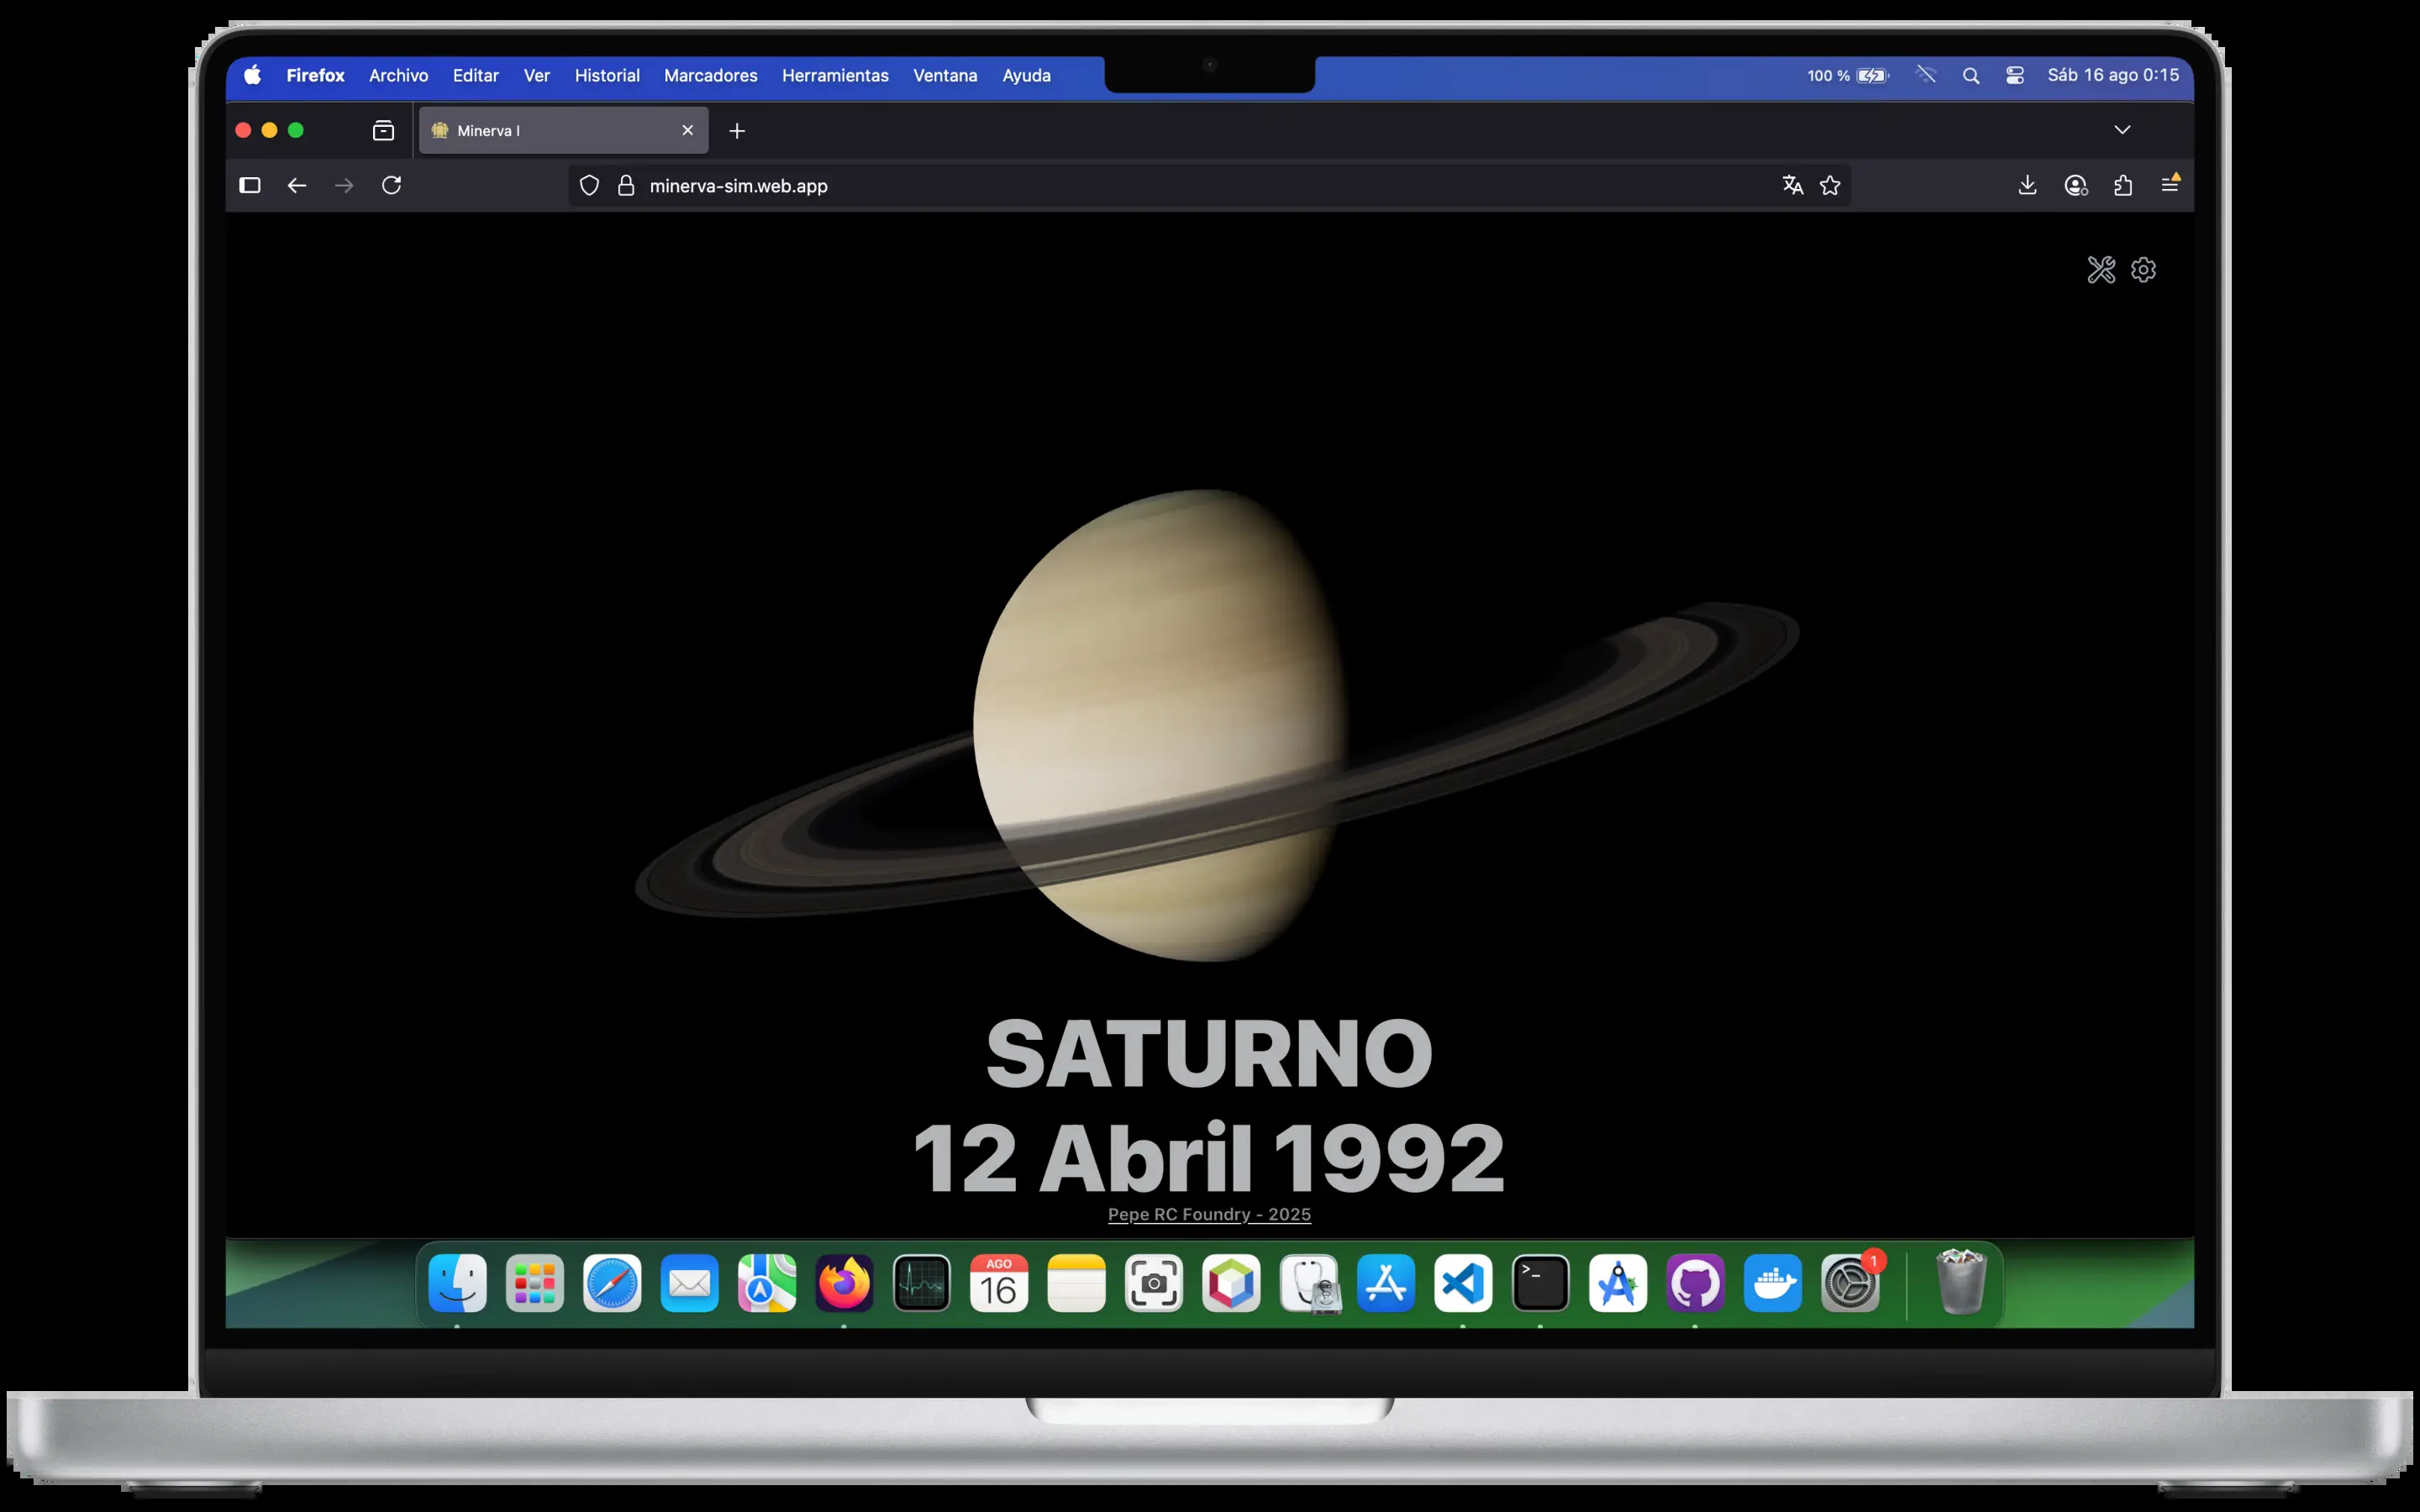 Firefox Archivo Editar Ver Historial Marcadores Herramientas Ventana Ayuda
100 % Sáb 16 ago 0:15
Minerva I
minerva-sim.web.app
SATURNO
12 Abril 1992
Pepe RC Foundry - 2025
AGO
16
>_
1